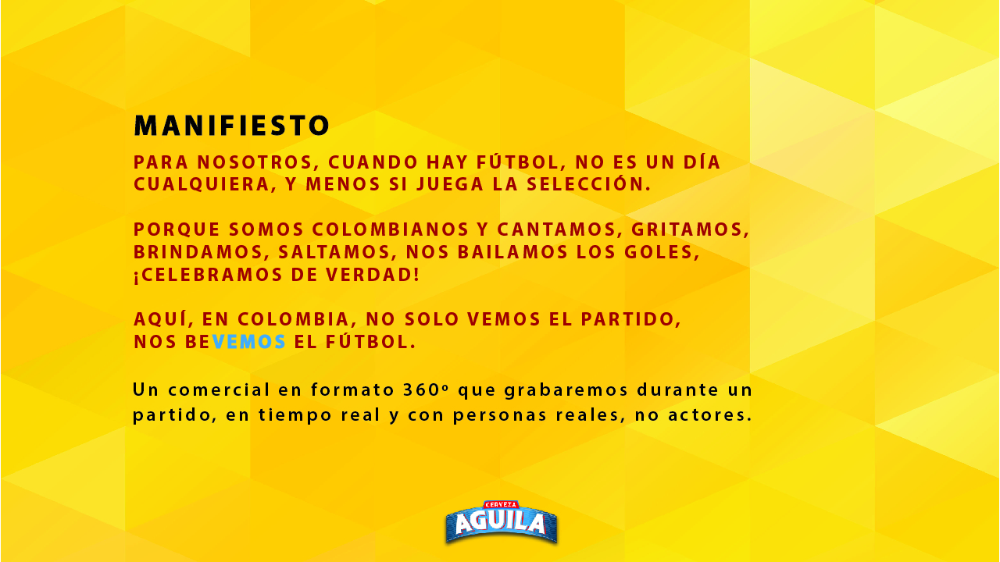 MANIFIESTO
PARA NOSOTROS, CUANDO HAY FÚTBOL, NO ES UN DÍA
CUALQUIERA, Y MENOS SI JUEGA LA SELECCIÓN.
PORQUE SOMOS COLOMBIANOS Y CANTAMOS, GRITAMOS,
BRINDAMOS, SALTAMOS, NOS BAILAMOS LOS GOLES,
¡CELEBRAMOS DE VERDAD!
AQUÍ, EN COLOMBIA, NO SOLO VEMOS EL PARTIDO,
NOS BEVEMOS EL FÚTBOL.
Un comercial en formato 360º que grabaremos durante un
partido, en tiempo real y con personas reales, no actores.
CERVEZA
AGUILA